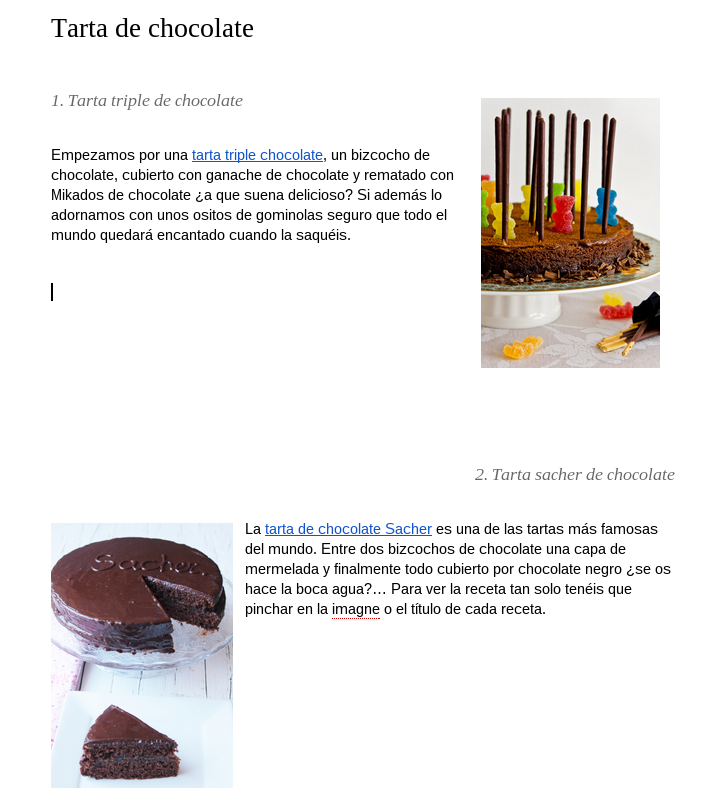 Tarta de chocolate
1. Tarta triple de chocolate
Empezamos por una tarta triple chocolate, un bizcocho de
chocolate, cubierto con ganache de chocolate y rematado con
Mikados de chocolate ¿a que suena delicioso? Si además lo
adornamos con unos ositos de gominolas seguro que todo el
mundo quedará encantado cuando la saquéis.
2. Tarta sacher de chocolate
La tarta de chocolate Sacher es una de las tartas más famosas
del mundo. Entre dos bizcochos de chocolate una capa de
mermelada y finalmente todo cubierto por chocolate negro ¿se os
hace la boca agua?… Para ver la receta tan solo tenéis que
pinchar en la imagne o el título de cada receta.
Sacher